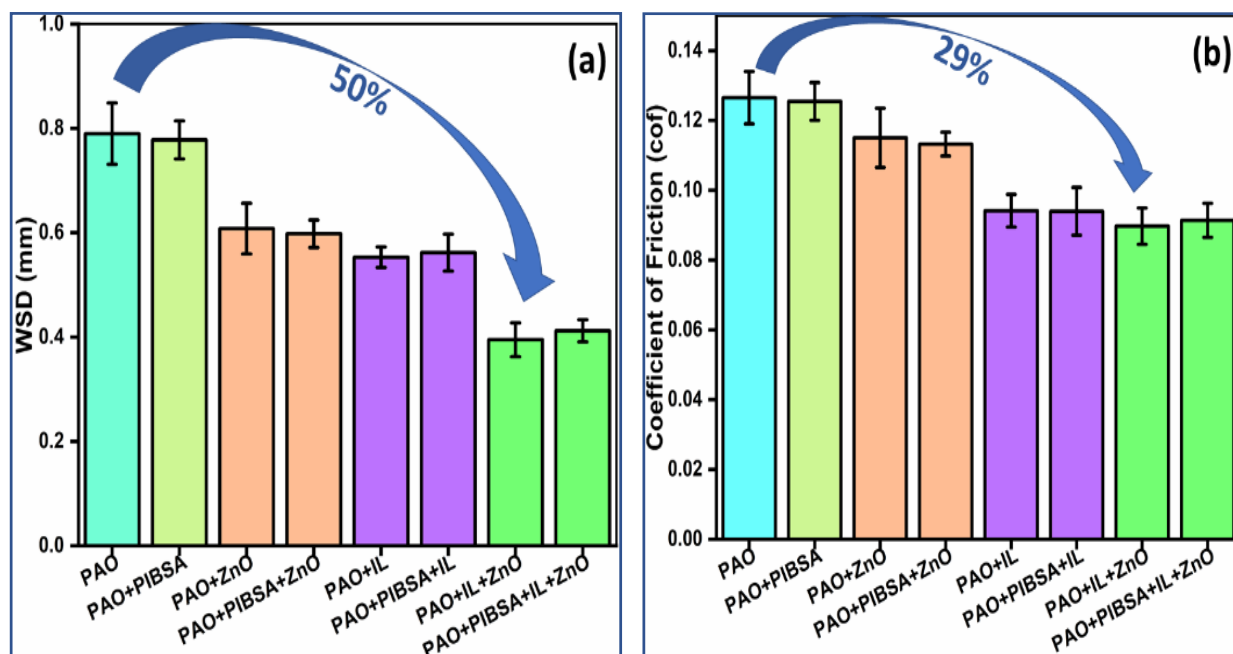 (a)
50%
WSD (mm)
1.0
0.8
0.6
0.4
0.2
0.0
PAO
PAO+PIBSA
PAO+ZnO
PAO+PIBSA+ZnO
PAO+IL
PAO+PIBSA+IL
PAO+IL+ZnO
PAO+PIBSA+IL+ZnO
(b)
29%
Coefficient of Friction (cof)
0.14
0.12
0.10
0.08
0.06
0.04
0.02
0.00
PAO
PAO+PIBSA
PAO+ZnO
PAO+PIBSA+ZnO
PAO+IL
PAO+PIBSA+IL
PAO+IL+ZnO
PAO+PIBSA+IL+ZnO